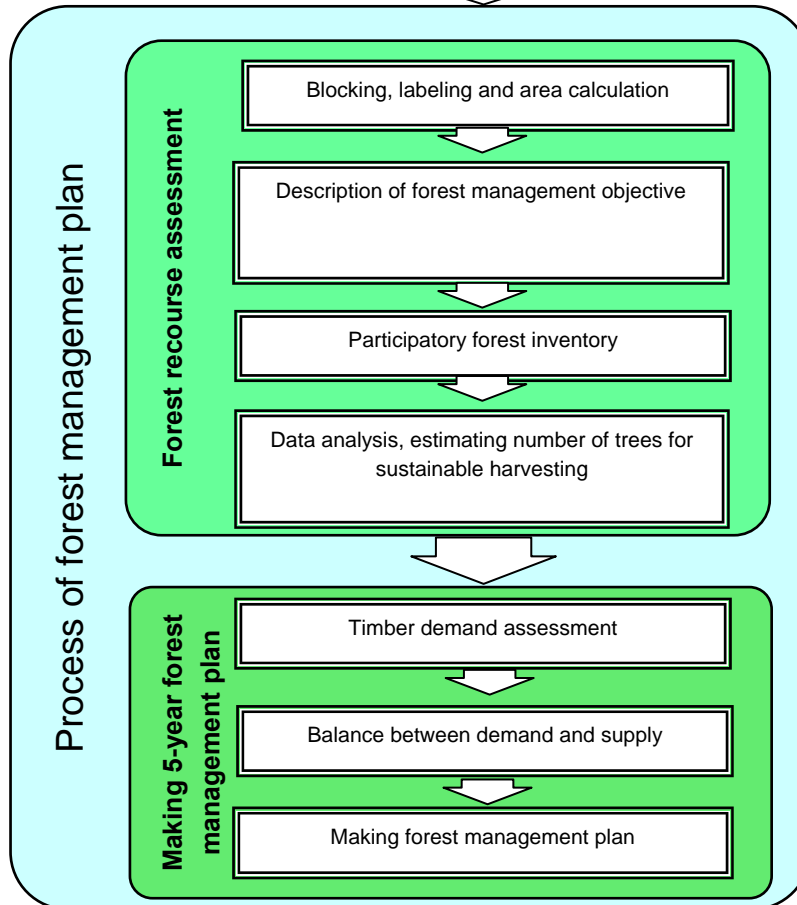 Process of forest management plan
Forest recourse assessment
Blocking, labeling and area calculation
Description of forest management objective
Participatory forest inventory
Data analysis, estimating number of trees for
sustainable harvesting
Making 5-year forest
management plan
Timber demand assessment
Balance between demand and supply
Making forest management plan